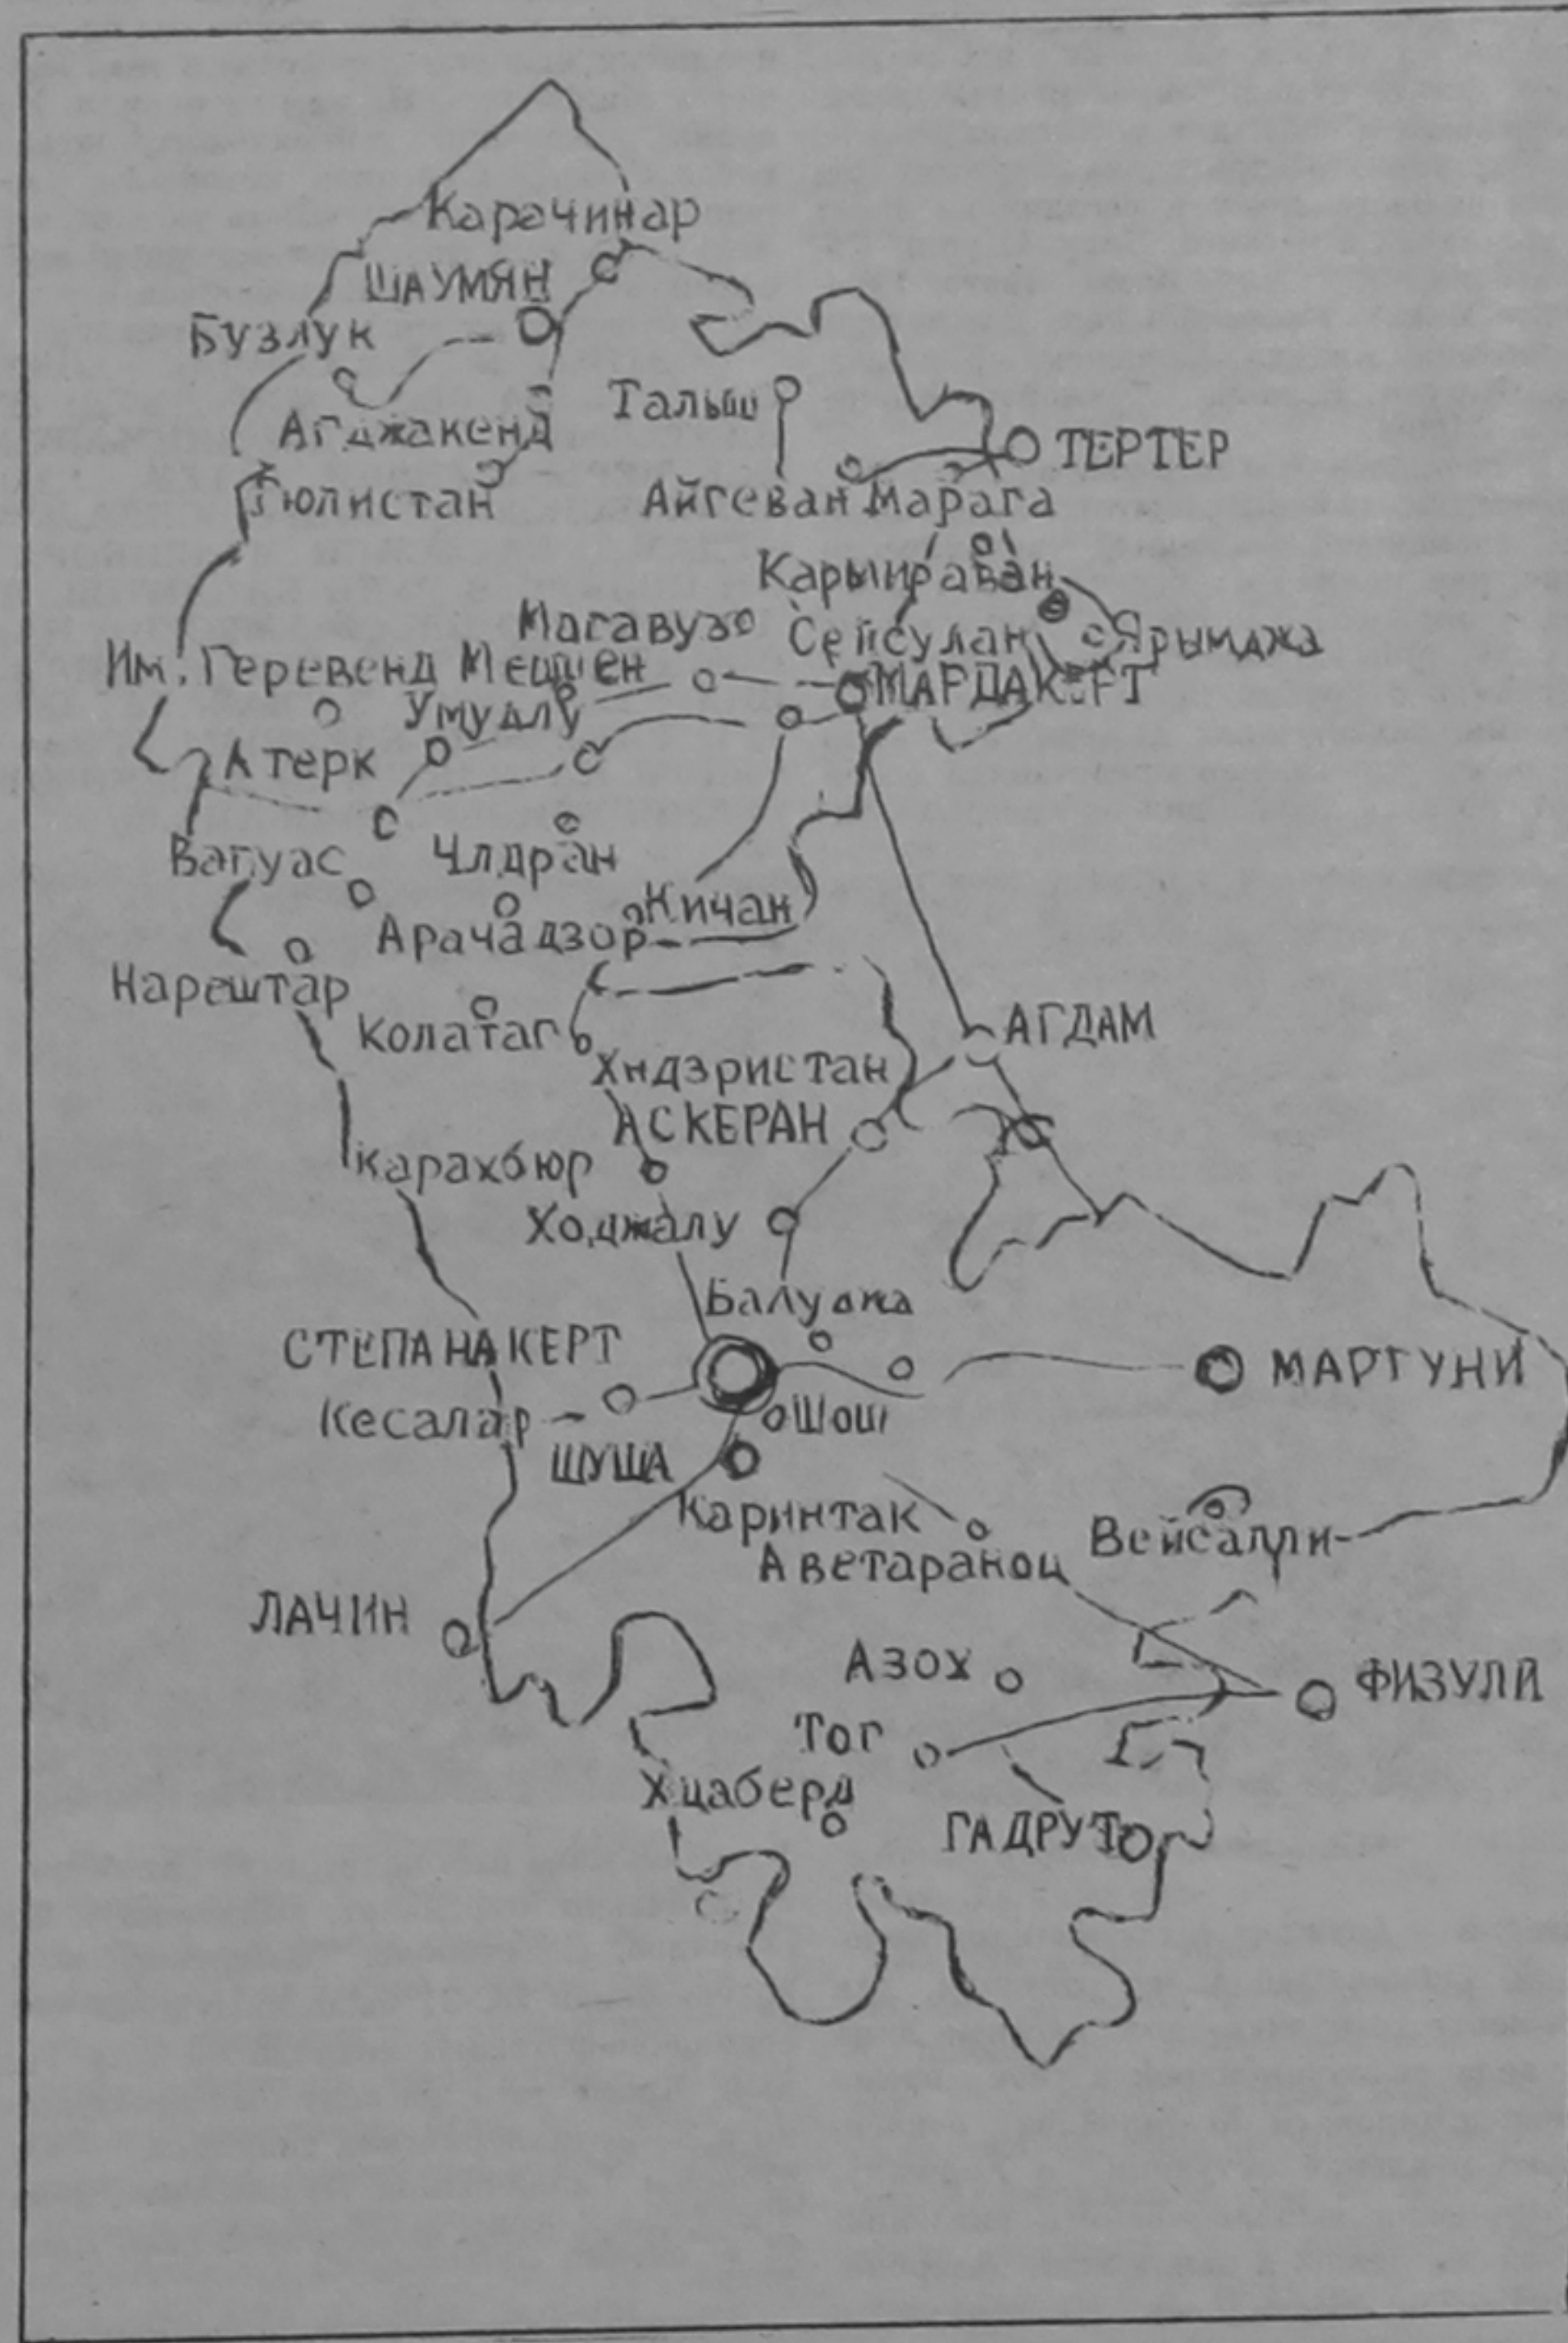 Карачинар
ШАУМЯН
Бузлук
Талыш
Агджакенд
ТЕРТЕР
Гюлистан
Айгеван Марага
Кармираван
Магавуз
Сейсулан
Ярымджа
Им. Геревенд Мецшен
МАРДАКЕРТ
Умудлу
Атерк
Вагуас
Члдран
Кичан
Арачадзор
Нарештар
Колатаг
АГДАМ
Хндзристан
АСКЕРАН
Карахбюр
Ходжалу
Балуджа
СТЕПАНАКЕРТ
МАРТУНИ
Кесалар
Шош
ШУША
Каринтак
Вейсалли
Аветараноц
ЛАЧИН
АЗОХ
ФИЗУЛИ
Тог
Хцаберд
ГАДРУТ